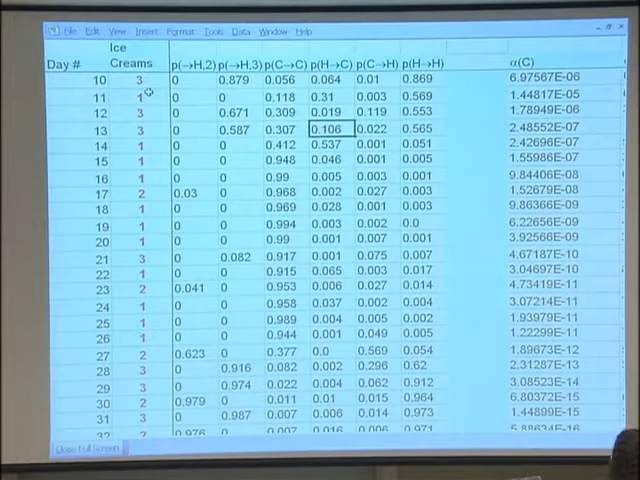 File Edit View Insert Format Tools Data Window Help
Ice
Day # Creams p(→H,2) p(→H,3) p(C→C) p(H→C) p(C→H) p(H→H) α(C)
10 3 0 0.879 0.056 0.064 0.01 0.869 6.97567E-06
11 1 0 0 0.118 0.31 0.003 0.569 1.44817E-05
12 3 0 0.671 0.309 0.019 0.119 0.553 1.78949E-06
13 3 0 0.587 0.307 0.106 0.022 0.565 2.48552E-07
14 1 0 0 0.412 0.537 0.001 0.051 2.42696E-07
15 1 0 0 0.948 0.046 0.001 0.005 1.55986E-07
16 1 0 0 0.99 0.005 0.003 0.001 9.84406E-08
17 2 0.03 0 0.968 0.002 0.027 0.003 1.52679E-08
18 1 0 0 0.969 0.028 0.001 0.003 9.86366E-09
19 1 0 0 0.994 0.003 0.002 0.0 6.22656E-09
20 1 0 0 0.99 0.001 0.007 0.001 3.92566E-09
21 3 0 0.082 0.917 0.001 0.075 0.007 4.67187E-10
22 1 0 0 0.915 0.065 0.003 0.017 3.04697E-10
23 2 0.041 0 0.953 0.006 0.027 0.014 4.73419E-11
24 1 0 0 0.958 0.037 0.002 0.004 3.07214E-11
25 1 0 0 0.989 0.004 0.005 0.002 1.93979E-11
26 1 0 0 0.944 0.001 0.049 0.005 1.22299E-11
27 2 0.623 0 0.377 0.0 0.569 0.054 1.89673E-12
28 3 0 0.916 0.082 0.002 0.296 0.62 2.31287E-13
29 3 0 0.974 0.022 0.004 0.062 0.912 3.08523E-14
30 2 0.979 0 0.011 0.01 0.015 0.964 6.80372E-15
31 3 0 0.987 0.007 0.006 0.014 0.973 1.44899E-15
32 2 0.976 0 0.007 0.016 0.006 0.971 5.88634E-16
Close Full Screen